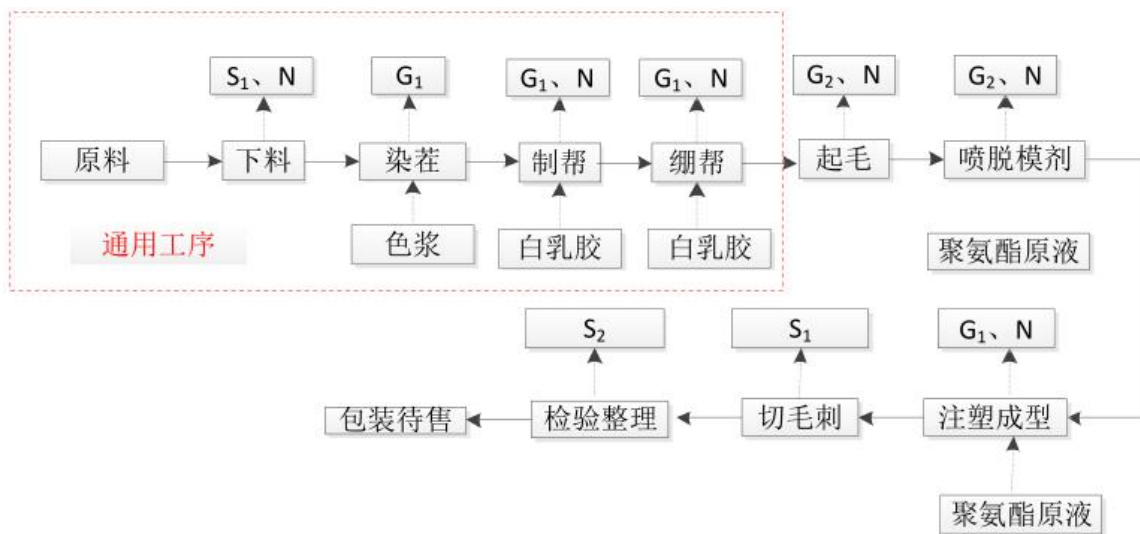 S₁、N
G₁
G₁、N
G₁、N
G₂、N
G₂、N
原料
下料
染茬
制帮
绷帮
起毛
喷脱模剂
通用工序
色浆
白乳胶
白乳胶
聚氨酯原液
S₂
S₁
G₁、N
包装待售
检验整理
切毛刺
注塑成型
聚氨酯原液